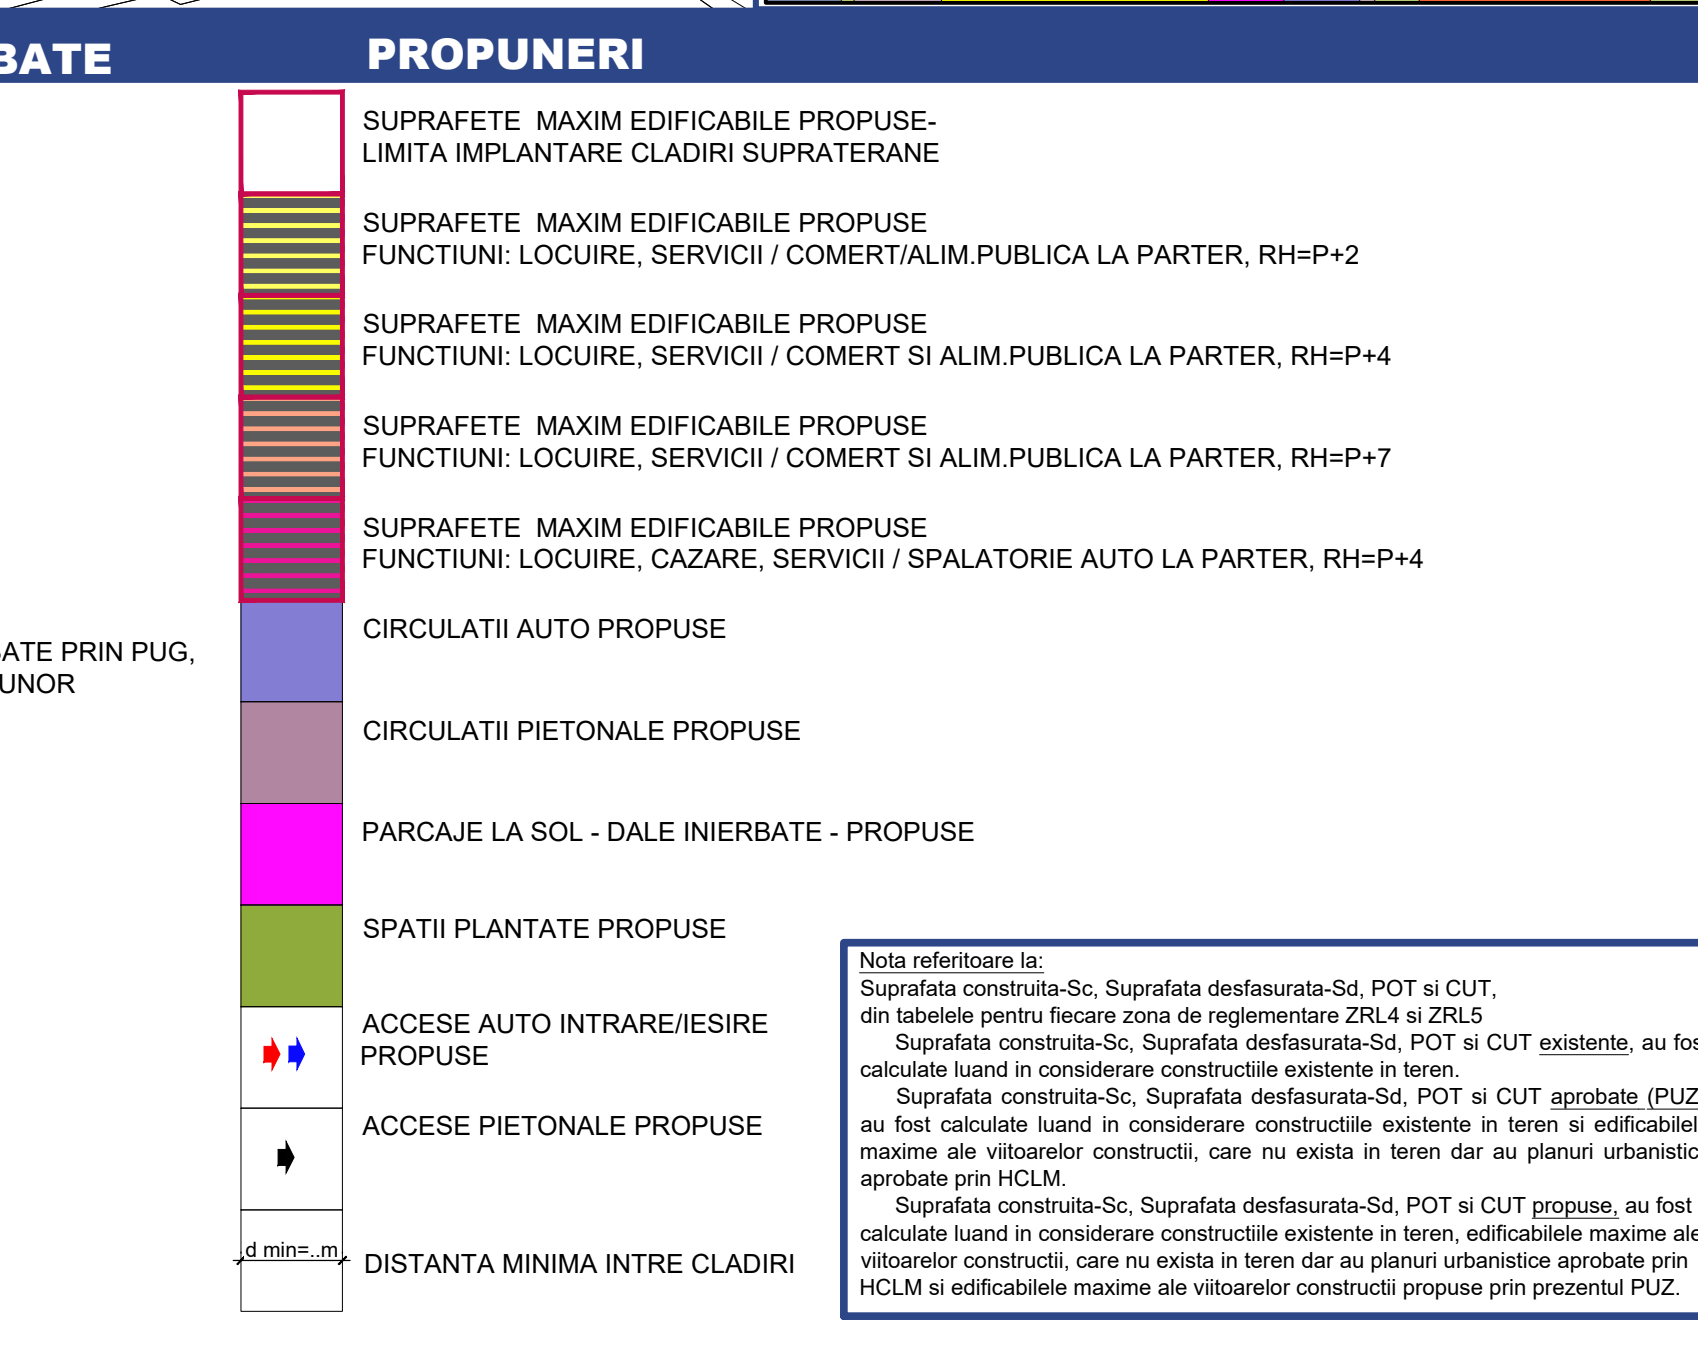 PROPUNERI
SUPRAFETE MAXIM EDIFICABILE PROPUSE-
LIMITA IMPLANTARE CLADIRI SUPRATERANE
SUPRAFETE MAXIM EDIFICABILE PROPUSE
FUNCTIUNI: LOCUIRE, SERVICII / COMERT/ALIM.PUBLICA LA PARTER, RH=P+2
SUPRAFETE MAXIM EDIFICABILE PROPUSE
FUNCTIUNI: LOCUIRE, SERVICII / COMERT SI ALIM.PUBLICA LA PARTER, RH=P+4
SUPRAFETE MAXIM EDIFICABILE PROPUSE
FUNCTIUNI: LOCUIRE, SERVICII / COMERT SI ALIM.PUBLICA LA PARTER, RH=P+7
SUPRAFETE MAXIM EDIFICABILE PROPUSE
FUNCTIUNI: LOCUIRE, CAZARE, SERVICII / SPALATORIE AUTO LA PARTER, RH=P+4
CIRCULATII AUTO PROPUSE
PRIN PUG,
UNOR
CIRCULATII PIETONALE PROPUSE
PARCAJE LA SOL - DALE INIERBATE - PROPUSE
SPATII PLANTATE PROPUSE
ACCESE AUTO INTRARE/IESIRE
PROPUSE
ACCESE PIETONALE PROPUSE
d min=..m
DISTANTA MINIMA INTRE CLADIRI
Nota referitoare la:
Suprafata construita-Sc, Suprafata desfasurata-Sd, POT si CUT,
din tabelele pentru fiecare zona de reglementare ZRL4 si ZRL5
Suprafata construita-Sc, Suprafata desfasurata-Sd, POT si CUT existente, au
calculate luand in considerare constructiile existente in teren.
Suprafata construita-Sc, Suprafata desfasurata-Sd, POT si CUT aprobate (PUZ
au fost calculate luand in considerare constructiile existente in teren si
maxime ale viitoarelor constructii, care nu exista in teren dar au planuri
aprobate prin HCLM.
Suprafata construita-Sc, Suprafata desfasurata-Sd, POT si CUT propuse, au fost
calculate luand in considerare constructiile existente in teren, edificabilele maxime ale
viitoarelor constructii, care nu exista in teren dar au planuri urbanistice aprobate prin
HCLM si edificabilele maxime ale viitoarelor constructii propuse prin prezentul PUZ.